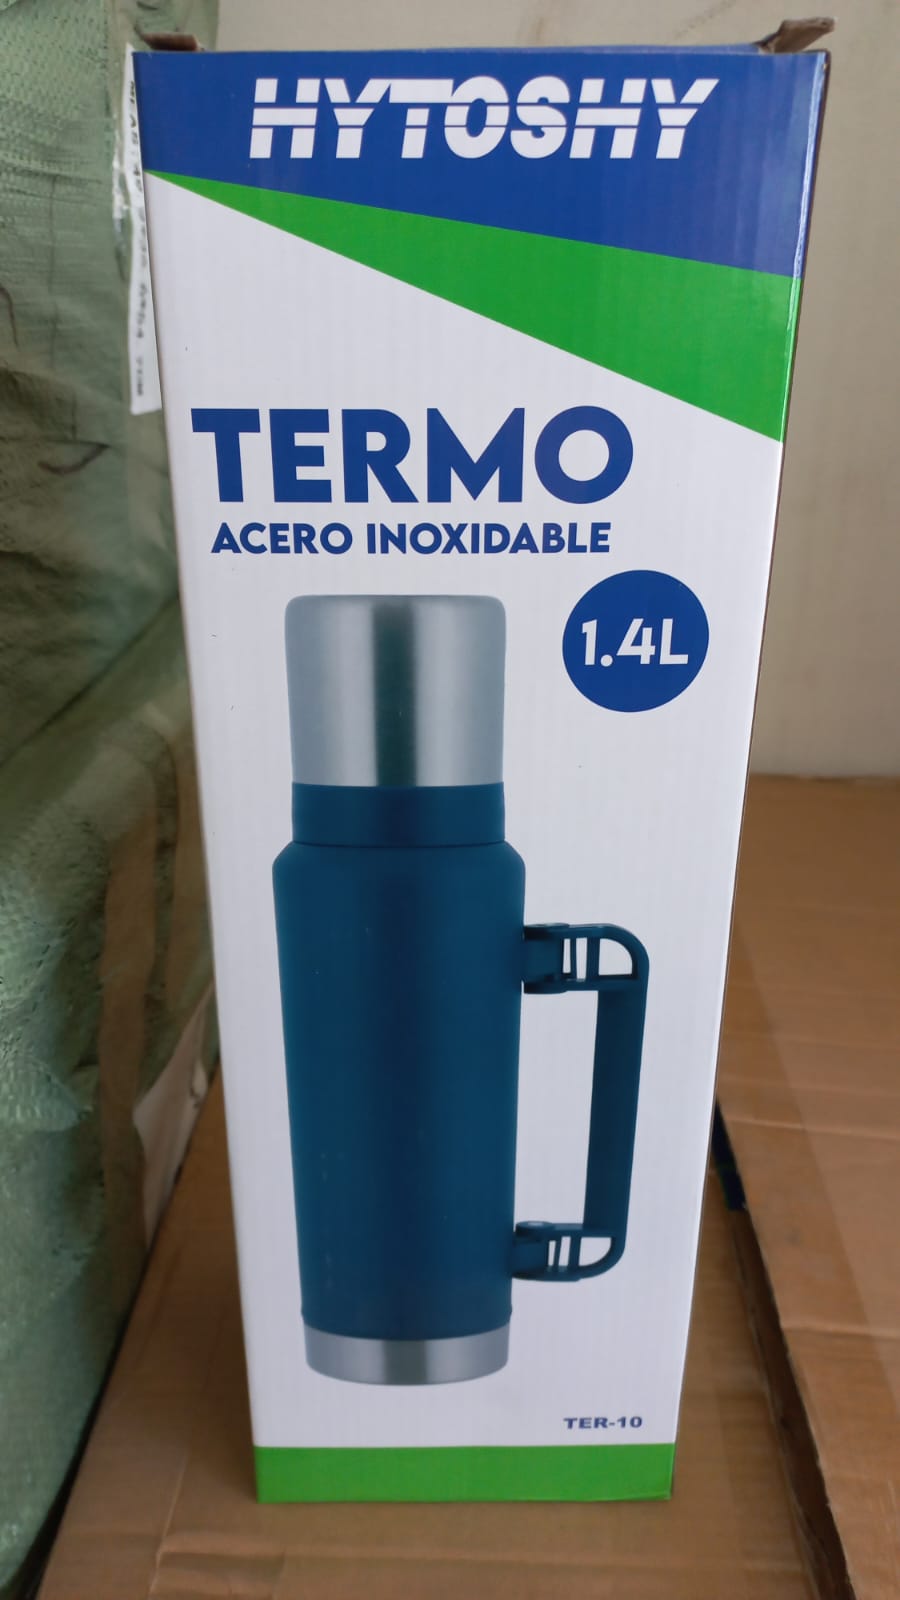 HYTOSHY
TERMO
ACERO INOXIDABLE
1.4L
TER-10